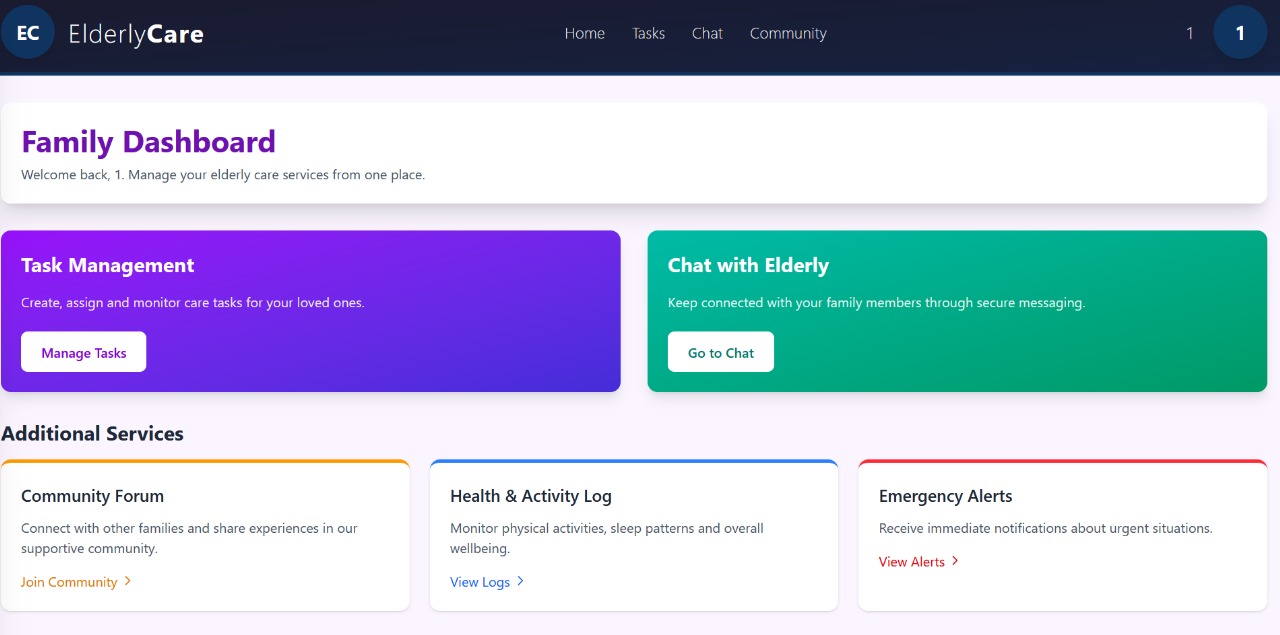 EC ElderlyCare Home Tasks Chat Community 1 1
Family Dashboard
Welcome back, 1. Manage your elderly care services from one place.
Task Management
Create, assign and monitor care tasks for your loved ones.
Manage Tasks
Chat with Elderly
Keep connected with your family members through secure messaging.
Go to Chat
Additional Services
Community Forum
Connect with other families and share experiences in our
supportive community.
Join Community
Health & Activity Log
Monitor physical activities, sleep patterns and overall
wellbeing.
View Logs
Emergency Alerts
Receive immediate notifications about urgent situations.
View Alerts